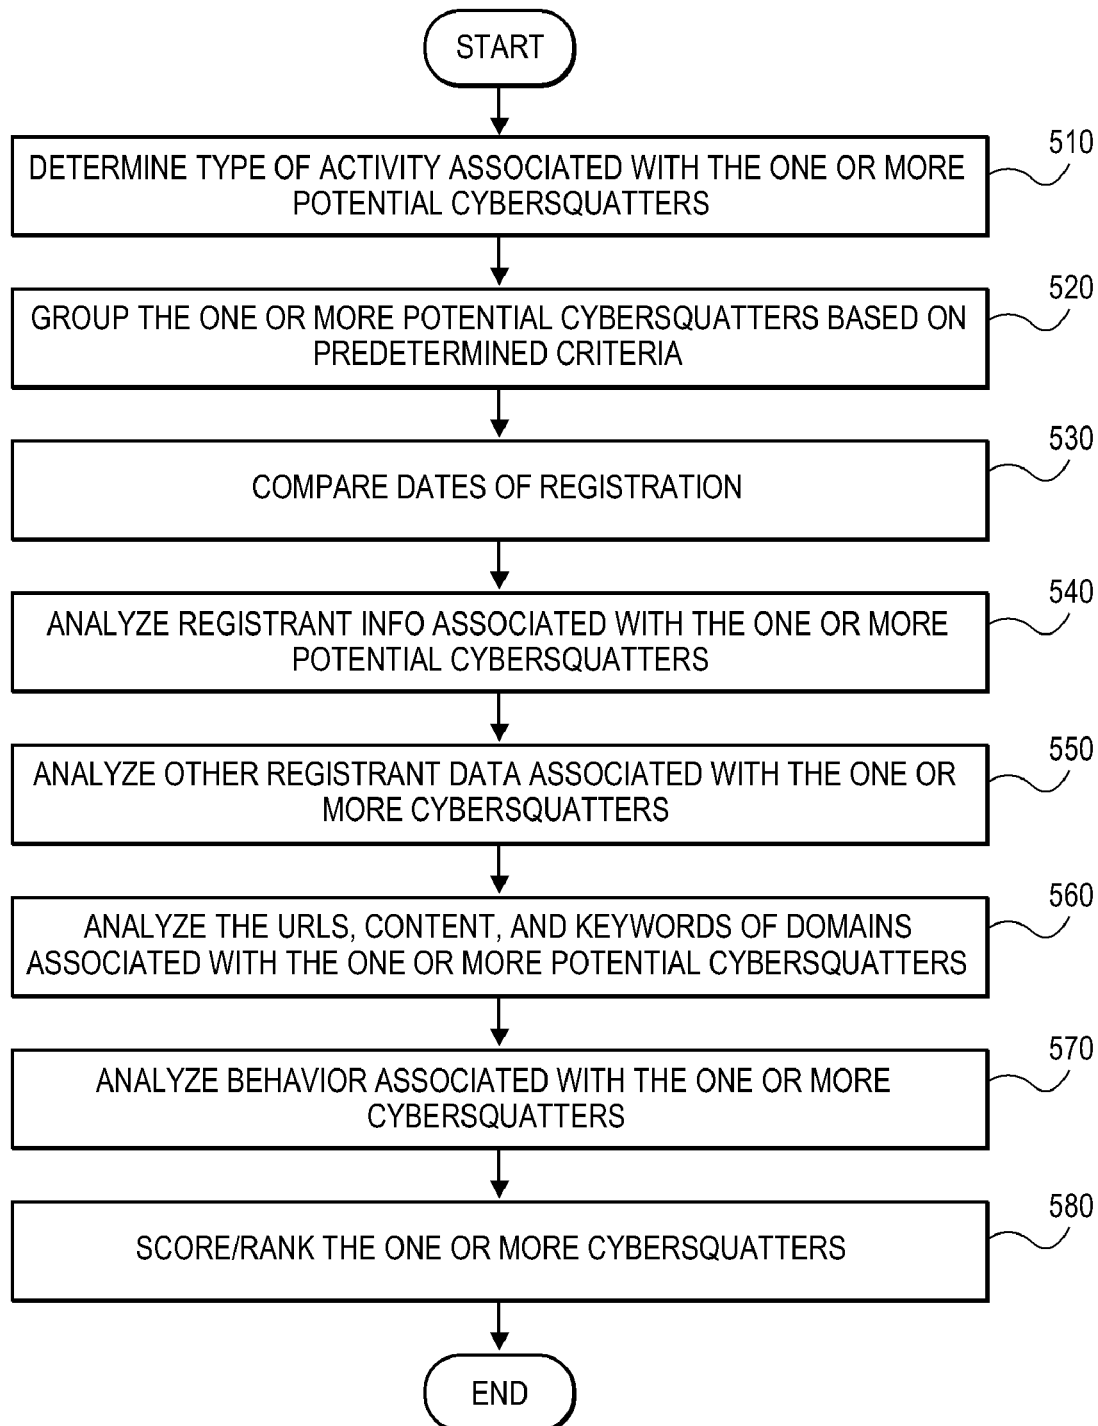 START
510
DETERMINE TYPE OF ACTIVITY ASSOCIATED WITH THE ONE OR MORE
POTENTIAL CYBERSQUATTERS
520
GROUP THE ONE OR MORE POTENTIAL CYBERSQUATTERS BASED ON
PREDETERMINED CRITERIA
530
COMPARE DATES OF REGISTRATION
540
ANALYZE REGISTRANT INFO ASSOCIATED WITH THE ONE OR MORE
POTENTIAL CYBERSQUATTERS
550
ANALYZE OTHER REGISTRANT DATA ASSOCIATED WITH THE ONE OR
MORE CYBERSQUATTERS
560
ANALYZE THE URLS, CONTENT, AND KEYWORDS OF DOMAINS
ASSOCIATED WITH THE ONE OR MORE POTENTIAL CYBERSQUATTERS
570
ANALYZE BEHAVIOR ASSOCIATED WITH THE ONE OR MORE
CYBERSQUATTERS
580
SCORE/RANK THE ONE OR MORE CYBERSQUATTERS
END